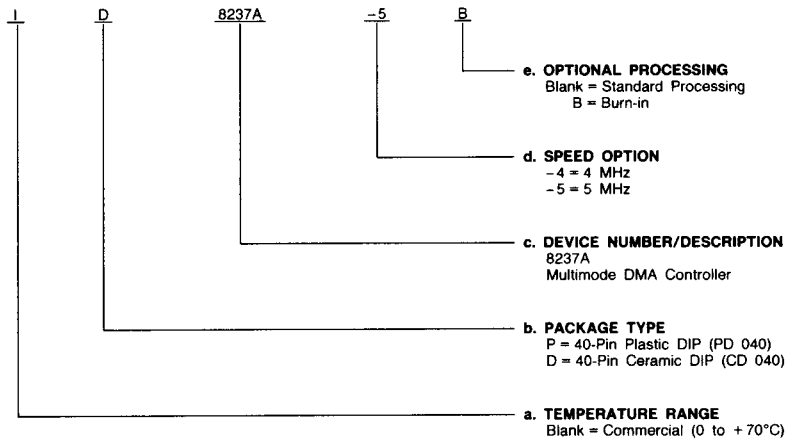 I D 8237A -5 B
e. OPTIONAL PROCESSING
Blank = Standard Processing
B = Burn-in
d. SPEED OPTION
-4 = 4 MHz
-5 = 5 MHz
c. DEVICE NUMBER/DESCRIPTION
8237A
Multimode DMA Controller
b. PACKAGE TYPE
P = 40-Pin Plastic DIP (PD 040)
D = 40-Pin Ceramic DIP (CD 040)
a. TEMPERATURE RANGE
Blank = Commercial (0 to +70°C)